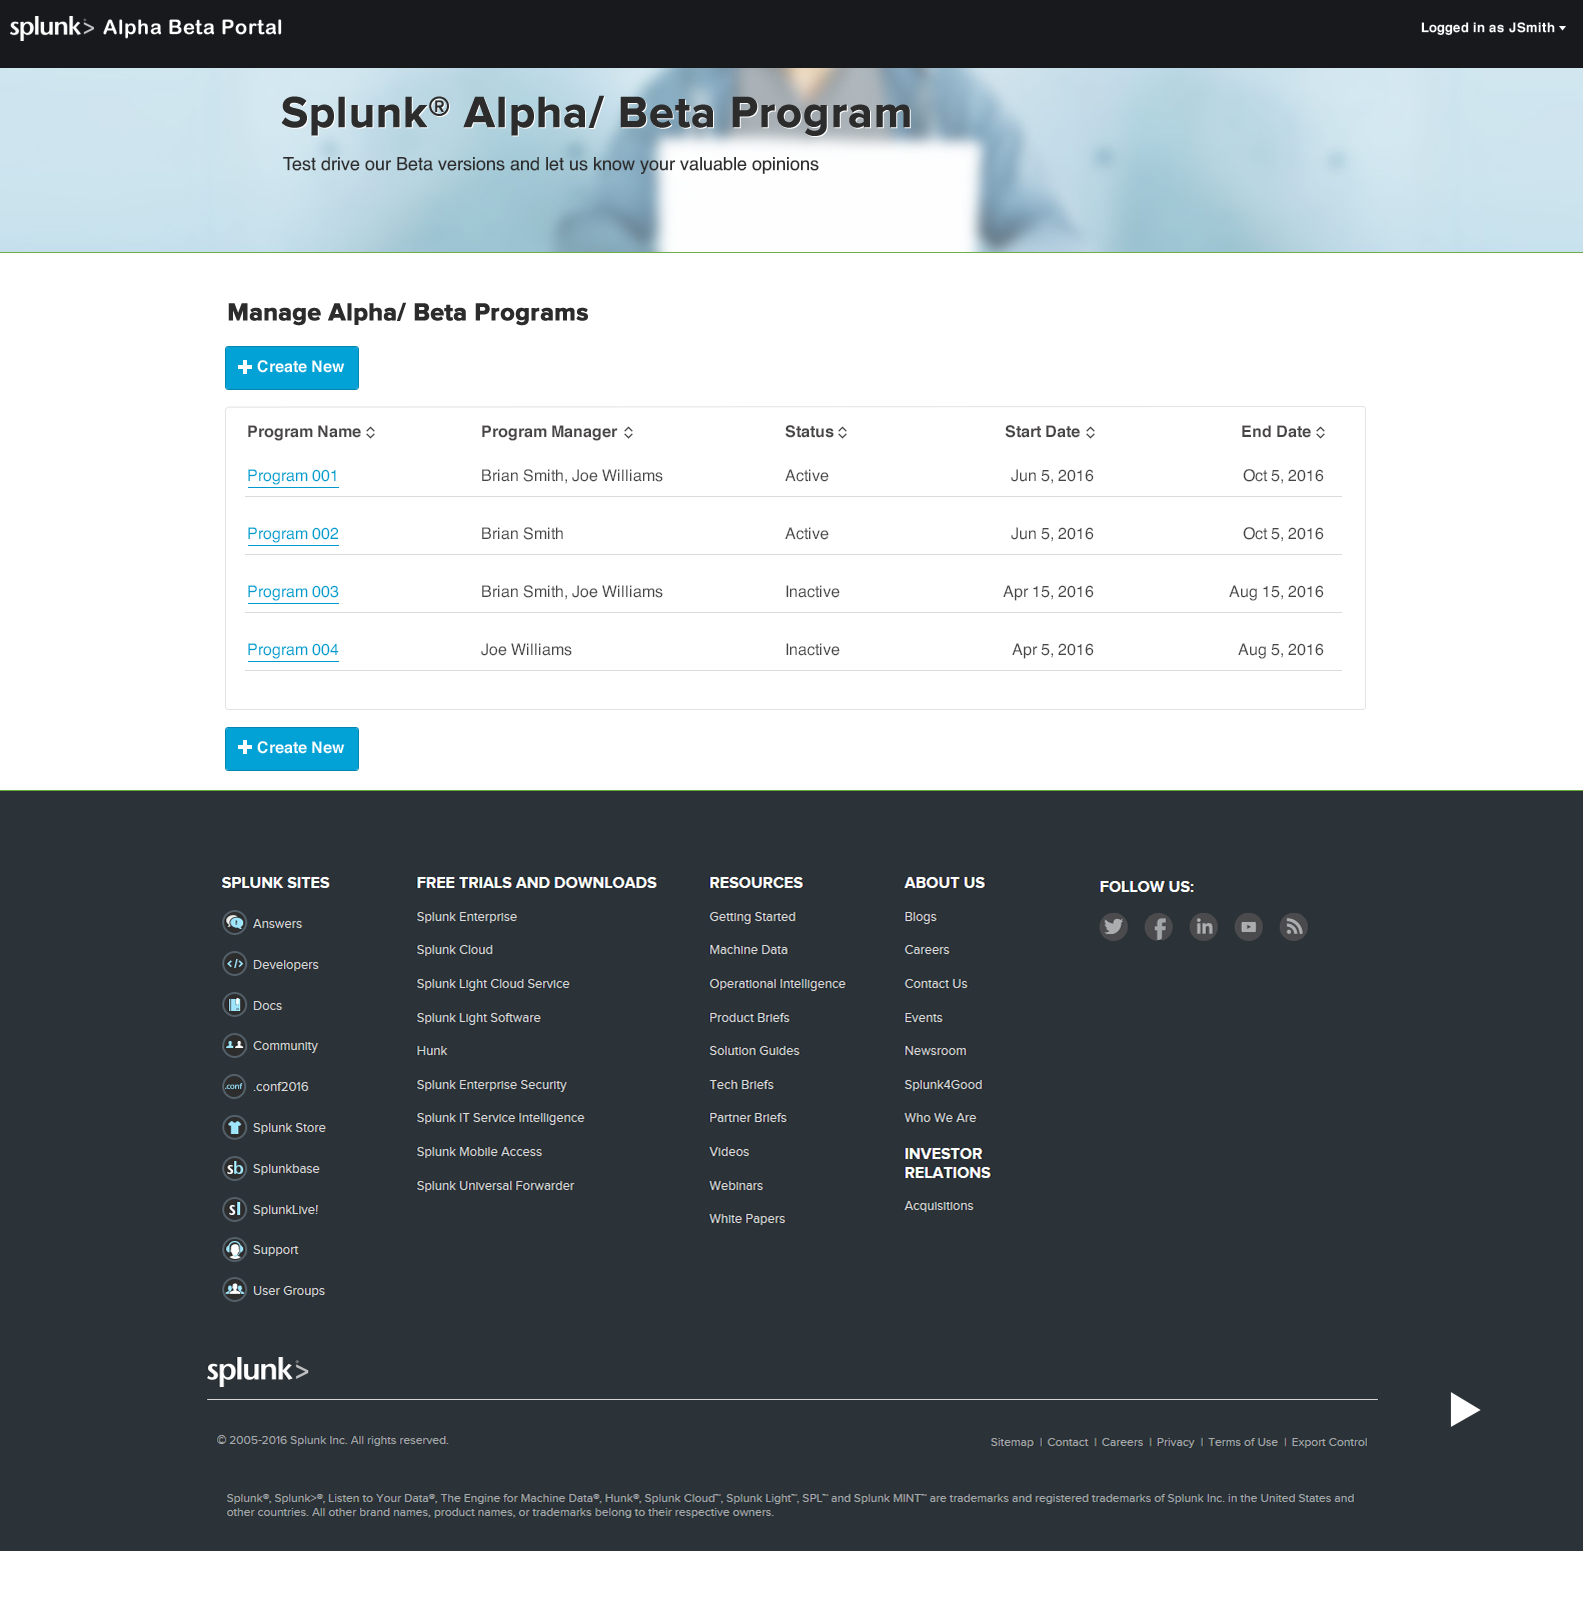 splunk> Alpha Beta Portal
Logged in as JSmith
Splunk® Alpha/ Beta Program
Test drive our Beta versions and let us know your valuable opinions
Manage Alpha/ Beta Programs
Create New
Program Name Program Manager Status Start Date End Date
Program 001 Brian Smith, Joe Williams Active Jun 5, 2016 Oct 5, 2016
Program 002 Brian Smith Active Jun 5, 2016 Oct 5, 2016
Program 003 Brian Smith, Joe Williams Inactive Apr 15, 2016 Aug 15, 2016
Program 004 Joe Williams Inactive Apr 5, 2016 Aug 5, 2016
Create New
SPLUNK SITES
Answers
</> Developers
Docs
Community
.conf .conf2016
Splunk Store
sb Splunkbase
sl SplunkLive!
Support
User Groups
FREE TRIALS AND DOWNLOADS
Splunk Enterprise
Splunk Cloud
Splunk Light Cloud Service
Splunk Light Software
Hunk
Splunk Enterprise Security
Splunk IT Service Intelligence
Splunk Mobile Access
Splunk Universal Forwarder
RESOURCES
Getting Started
Machine Data
Operational Intelligence
Product Briefs
Solution Guides
Tech Briefs
Partner Briefs
Videos
Webinars
White Papers
ABOUT US
Blogs
Careers
Contact Us
Events
Newsroom
Splunk4Good
Who We Are
INVESTOR
RELATIONS
Acquisitions
FOLLOW US:
splunk>
© 2005-2016 Splunk Inc. All rights reserved.
Sitemap | Contact | Careers | Privacy | Terms of Use | Export Control
Splunk®, Splunk>®, Listen to Your Data®, The Engine for Machine Data®, Hunk®, Splunk Cloud™, Splunk Light™, SPL™ and Splunk MINT™ are trademarks and registered trademarks of Splunk Inc. in the United States and
other countries. All other brand names, product names, or trademarks belong to their respective owners.